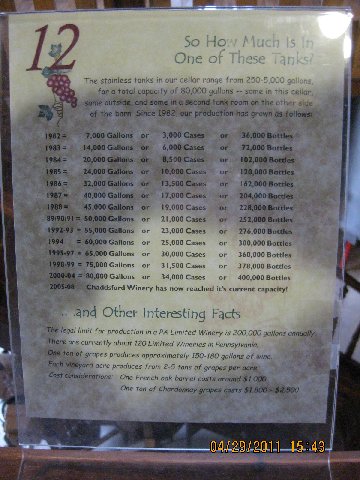 12
So How Much Is In
One of These Tanks?
The stainless tanks in our cellar range from 250-5,000 gallons,
for a total capacity of 80,000 gallons -- some in this cellar,
some outside, and some in a second tank room on the other side
of the barn. Since 1982, our production has grown as follows:
1982 = 7,000 Gallons or 3,000 Cases or 36,000 Bottles
1983 = 14,000 Gallons or 6,000 Cases or 72,000 Bottles
1984 = 20,000 Gallons or 8,500 Cases or 102,000 Bottles
1985 = 24,000 Gallons or 10,000 Cases or 120,000 Bottles
1986 = 32,000 Gallons or 13,500 Cases or 162,000 Bottles
1987 = 40,000 Gallons or 17,000 Cases or 204,000 Bottles
1988 = 45,000 Gallons or 19,000 Cases or 228,000 Bottles
89/90/91 = 50,000 Gallons or 21,000 Cases or 252,000 Bottles
1992-93 = 55,000 Gallons or 23,000 Cases or 276,000 Bottles
1994 = 60,000 Gallons or 25,000 Cases or 300,000 Bottles
1995-97 = 65,000 Gallons or 30,000 Cases or 360,000 Bottles
1998-99 = 75,000 Gallons or 31,500 Cases or 378,000 Bottles
2000-04 = 80,000 Gallons or 34,000 Cases or 400,000 Bottles
2005-08 Chaddsford Winery has now reached it's current capacity!
...and Other Interesting Facts
The legal limit for production in a PA Limited Winery is 200,000 gallons annually.
There are currently about 120 Limited Wineries in Pennsylvania.
One ton of grapes produces approximately 150-180 gallons of wine.
Each vineyard acre produces from 2-5 tons of grapes per acre.
Cost considerations: One French oak barrel costs around $1,000
One ton of Chardonnay grapes costs $1,500 - $2,500
04/29/2011 15:43